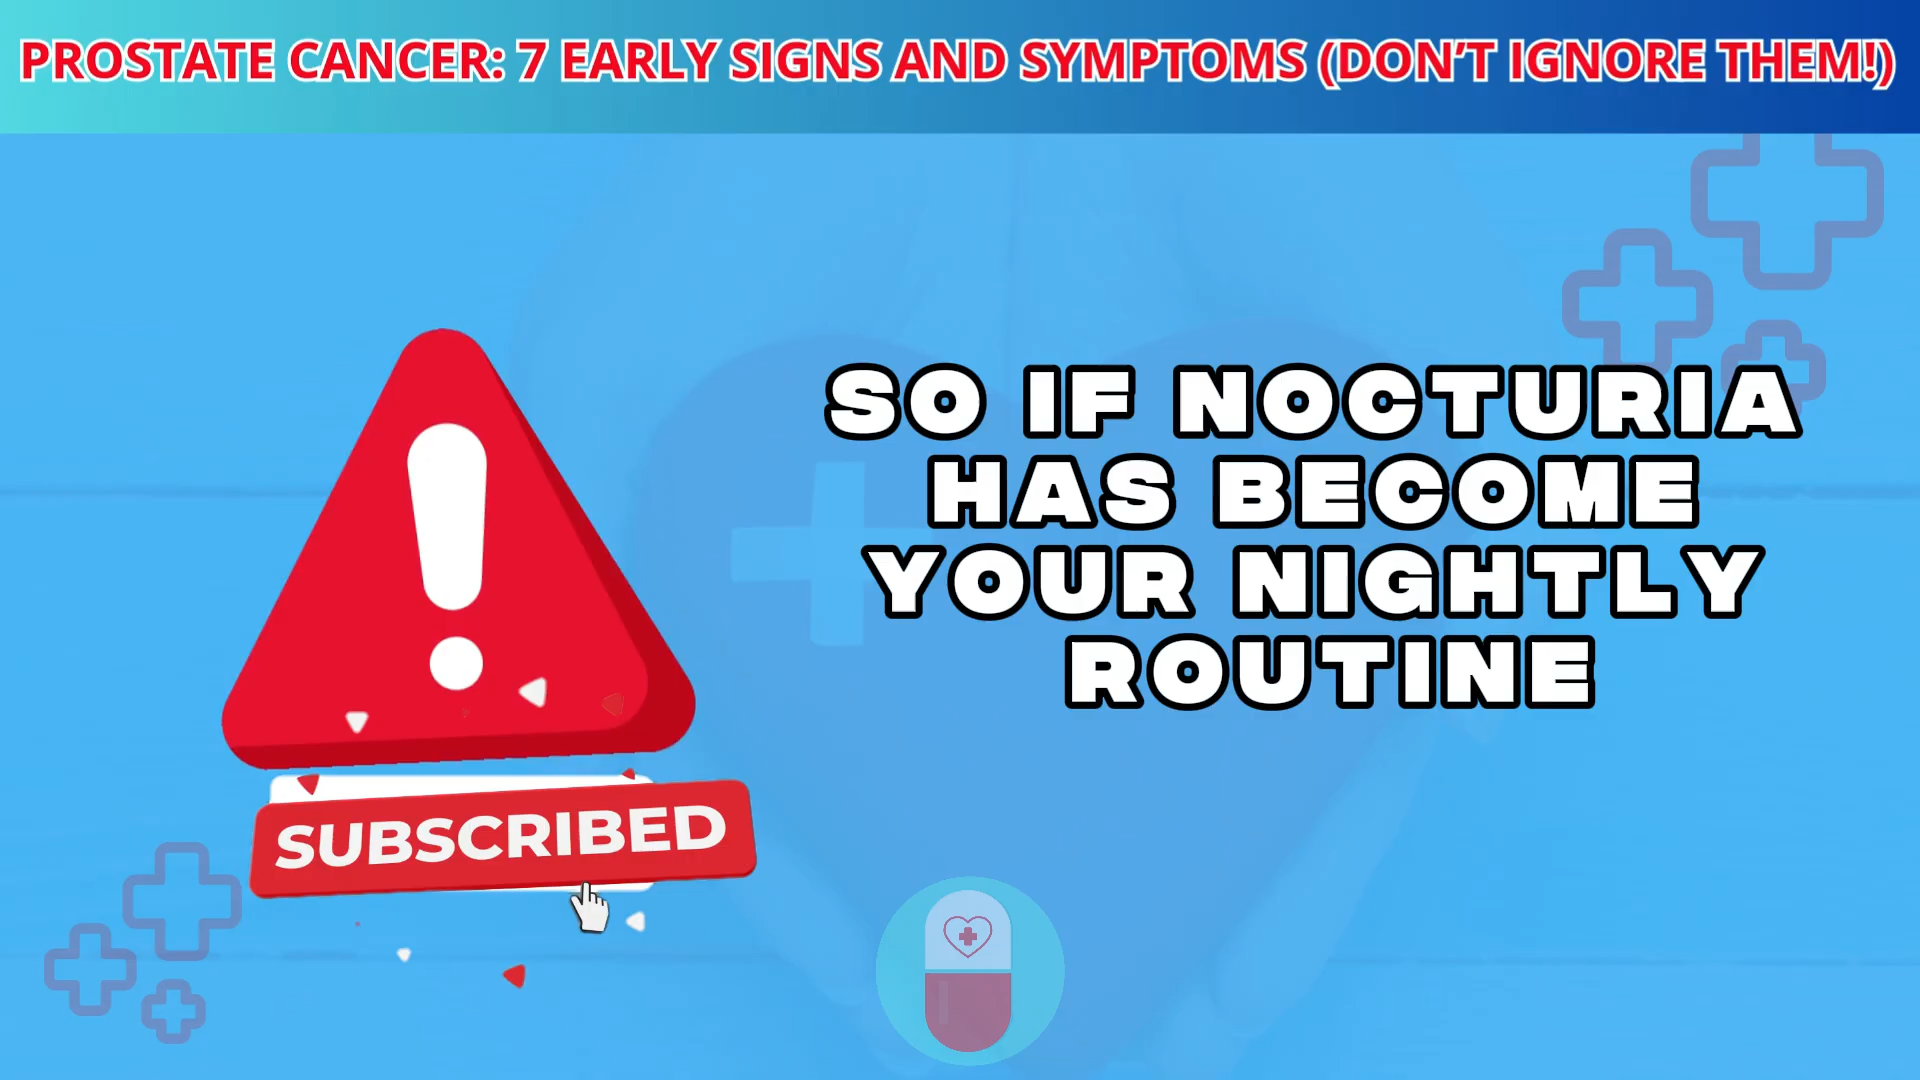 PROSTATE CANCER: 7 EARLY SIGNS AND SYMPTOMS (DON'T IGNORE THEM!)
SO IF NOCTURIA
HAS BECOME
YOUR NIGHTLY
ROUTINE
SUBSCRIBED